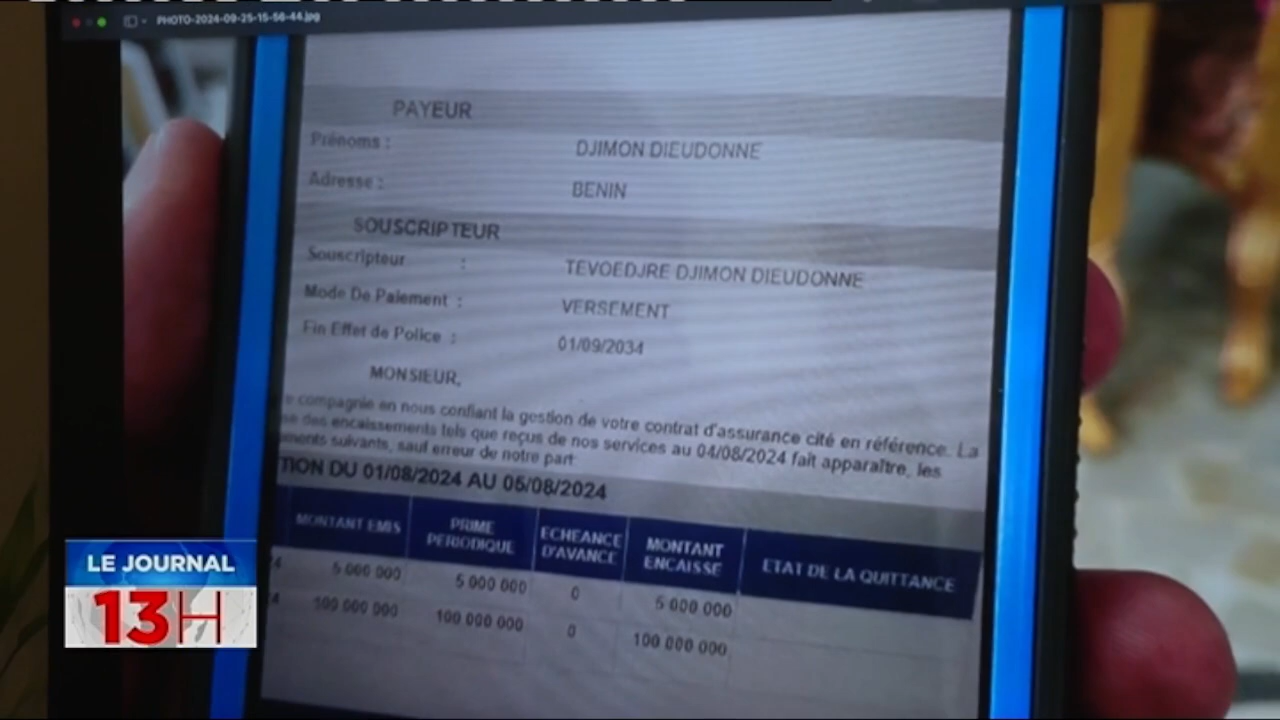 PHOTO-2024-09-25-15-56-44.jpg
PAYEUR
Prénoms : DJIMON DIEUDONNE
Adresse : BENIN
SOUSCRIPTEUR
Souscripteur : TEVOEDJRE DJIMON DIEUDONNE
Mode De Paiement : VERSEMENT
Fin Effet de Police : 01/09/2034
MONSIEUR,
e compagnie en nous confiant la gestion de votre contrat d'assurance cité en référence. La
se des encaissements tels que reçus de nos services au 04/08/2024 fait apparaître, les
ments suivants, sauf erreur de notre part
TION DU 01/08/2024 AU 05/08/2024
MONTANT EMIS PRIME PERIODIQUE ECHEANCE D'AVANCE MONTANT ENCAISSE ETAT DE LA QUITTANCE
4 5 000 000 5 000 000 0 5 000 000
4 100 000 000 100 000 000 0 100 000 000
LE JOURNAL
13H